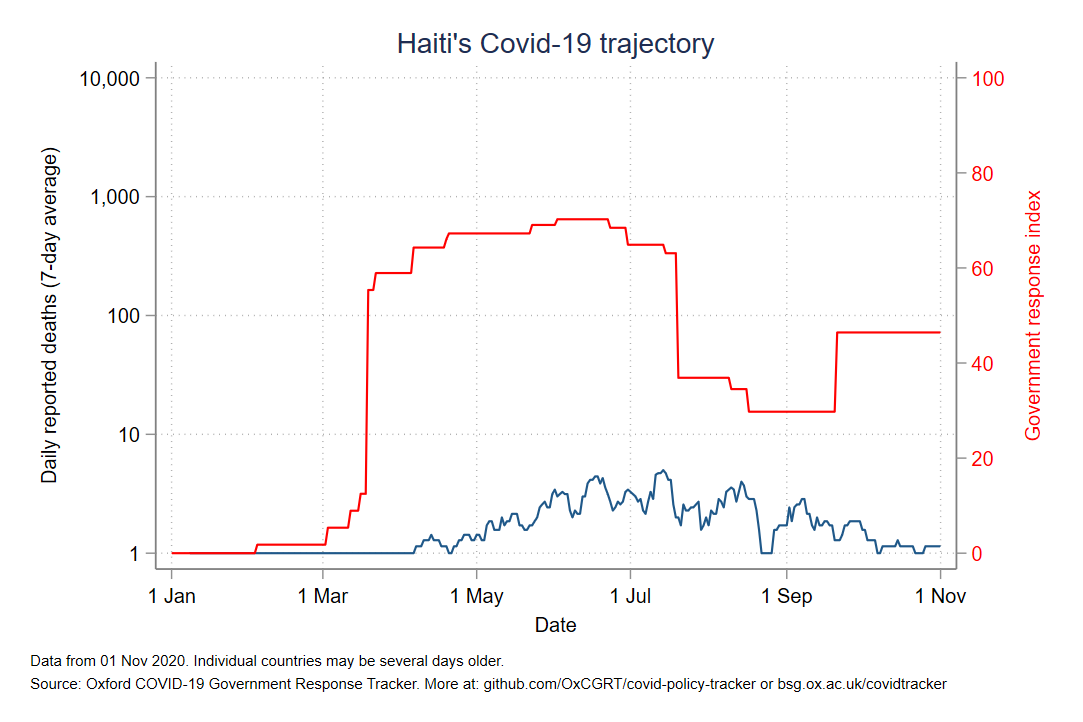 Haiti's Covid-19 trajectory
10,000
1,000
100
10
1
Daily reported deaths (7-day average)
100
80
60
40
20
0
Government response index
1 Jan
1 Mar
1 May
1 Jul
1 Sep
1 Nov
Date
Data from 01 Nov 2020. Individual countries may be several days older.
Source: Oxford COVID-19 Government Response Tracker. More at: github.com/OxCGRT/covid-policy-tracker or bsg.ox.ac.uk/covidtracker